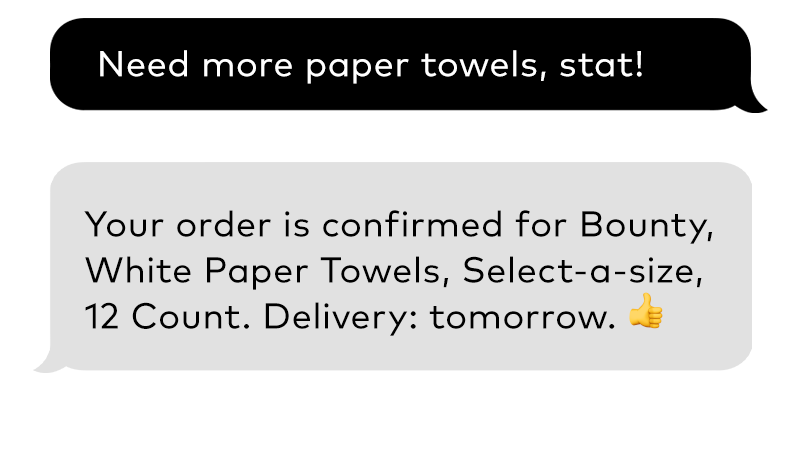 Need more paper towels, stat!
Your order is confirmed for Bounty,
White Paper Towels, Select-a-size,
12 Count. Delivery: tomorrow. 👍